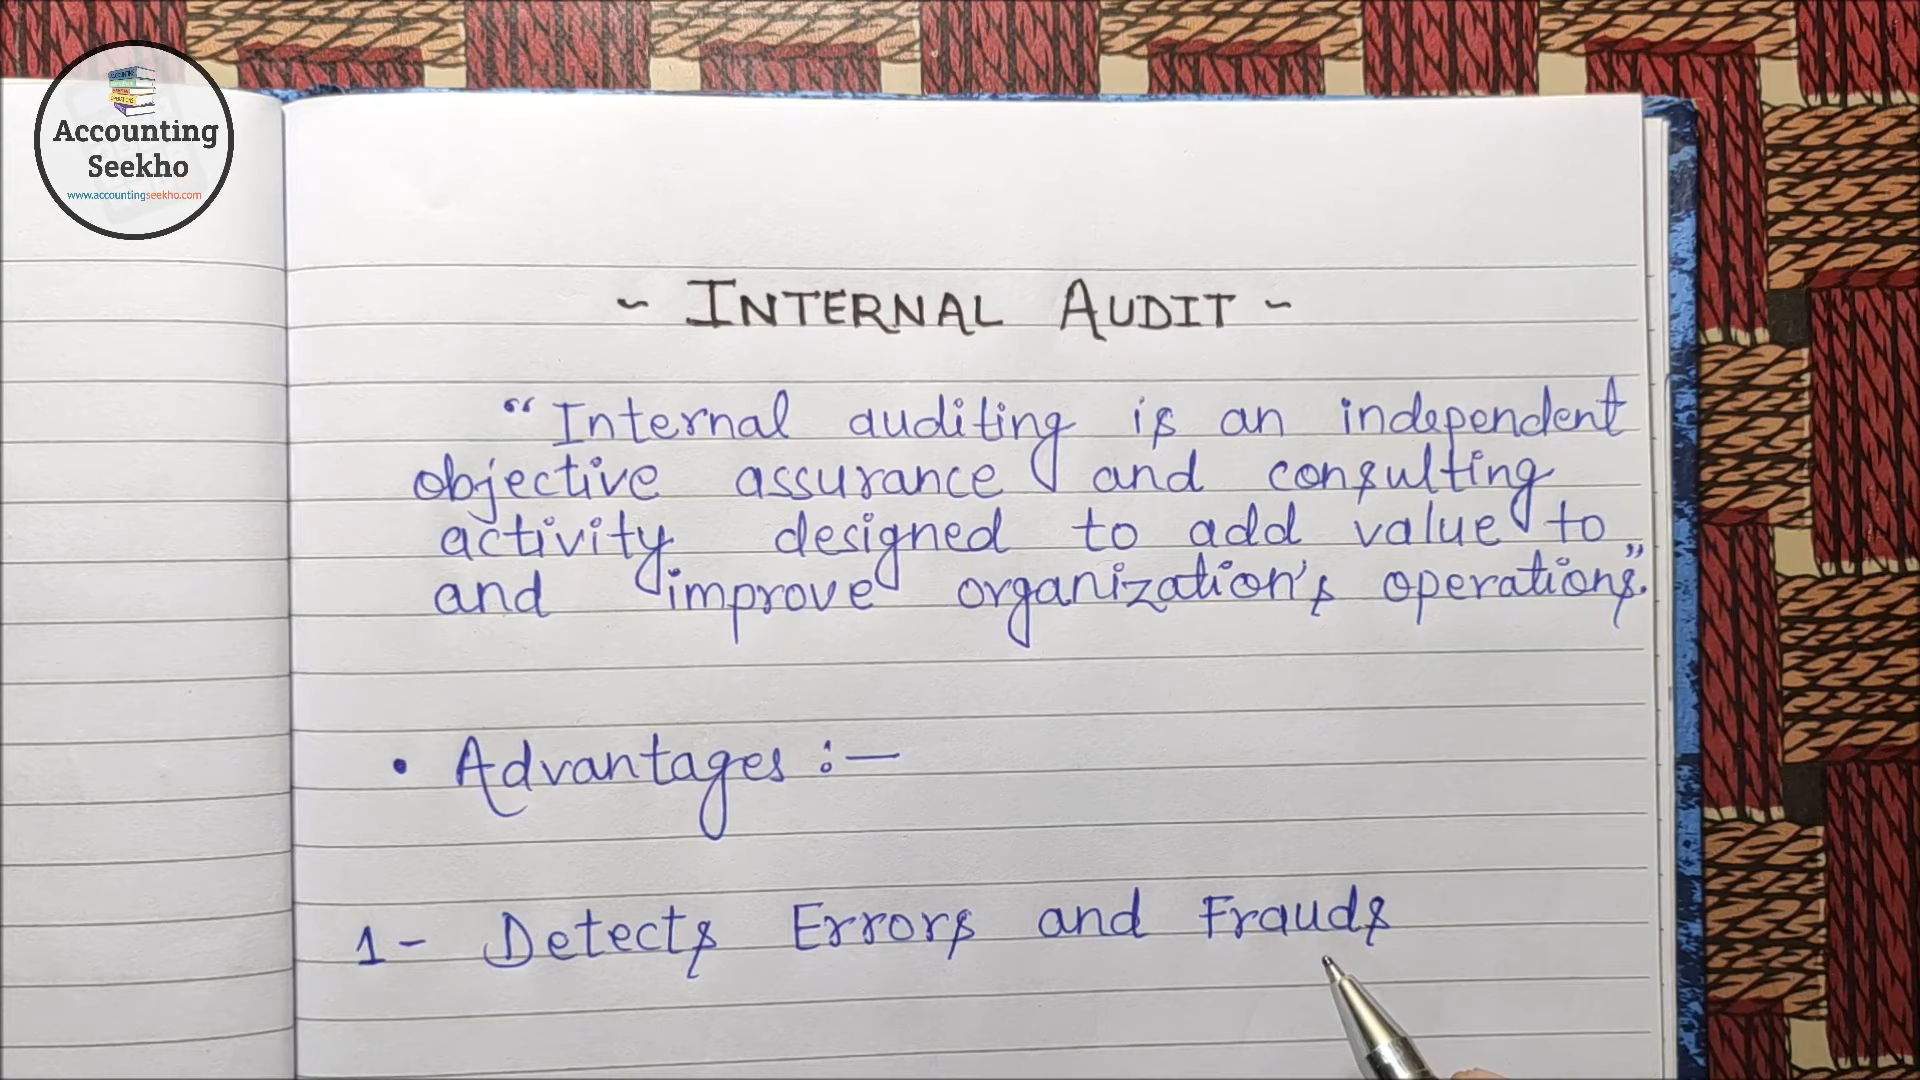 Accounting
Seekho
www.accountingseekho.com
~ INTERNAL AUDIT ~
“Internal auditing is an independent
objective assurance and consulting
activity designed to add value to
and improve organization's operations.”
• Advantages :—
1- Detects Errors and Frauds